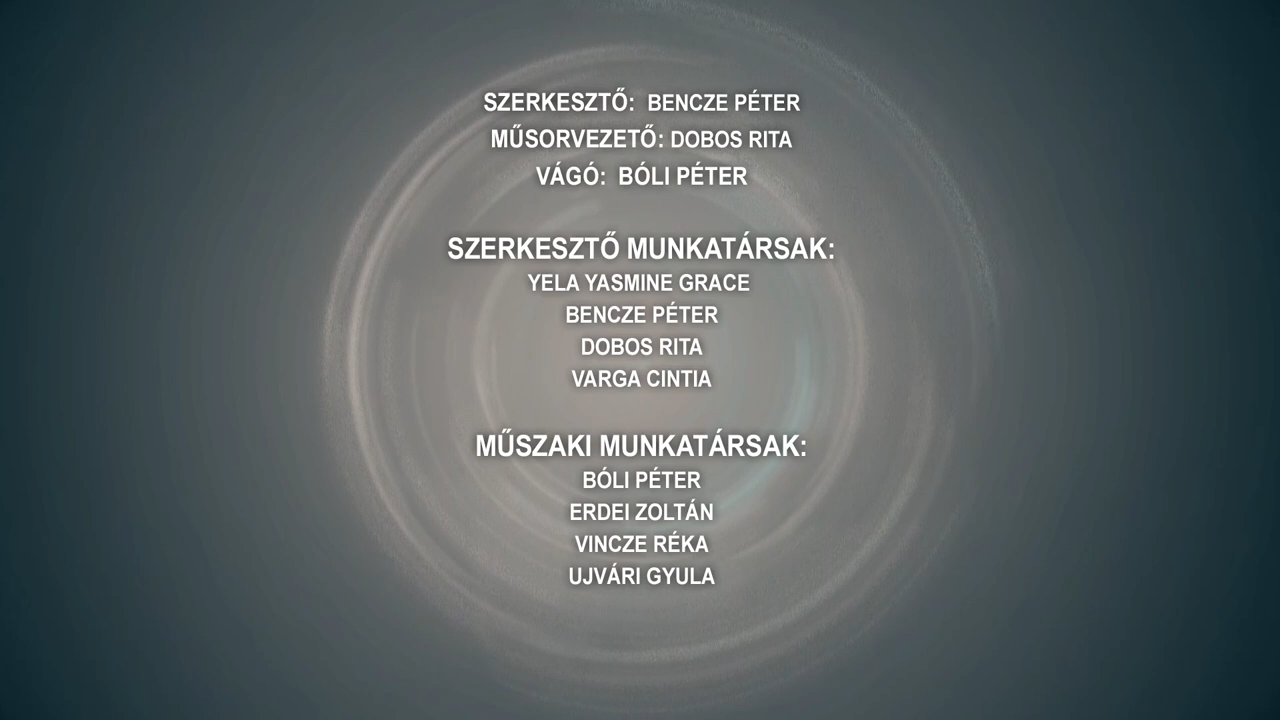 SZERKESZTŐ: BENCZE PÉTER
MŰSORVEZETŐ: DOBOS RITA
VÁGÓ: BÓLI PÉTER
SZERKESZTŐ MUNKATÁRSAK:
YELA YASMINE GRACE
BENCZE PÉTER
DOBOS RITA
VARGA CINTIA
MŰSZAKI MUNKATÁRSAK:
BÓLI PÉTER
ERDEI ZOLTÁN
VINCZE RÉKA
UJVÁRI GYULA